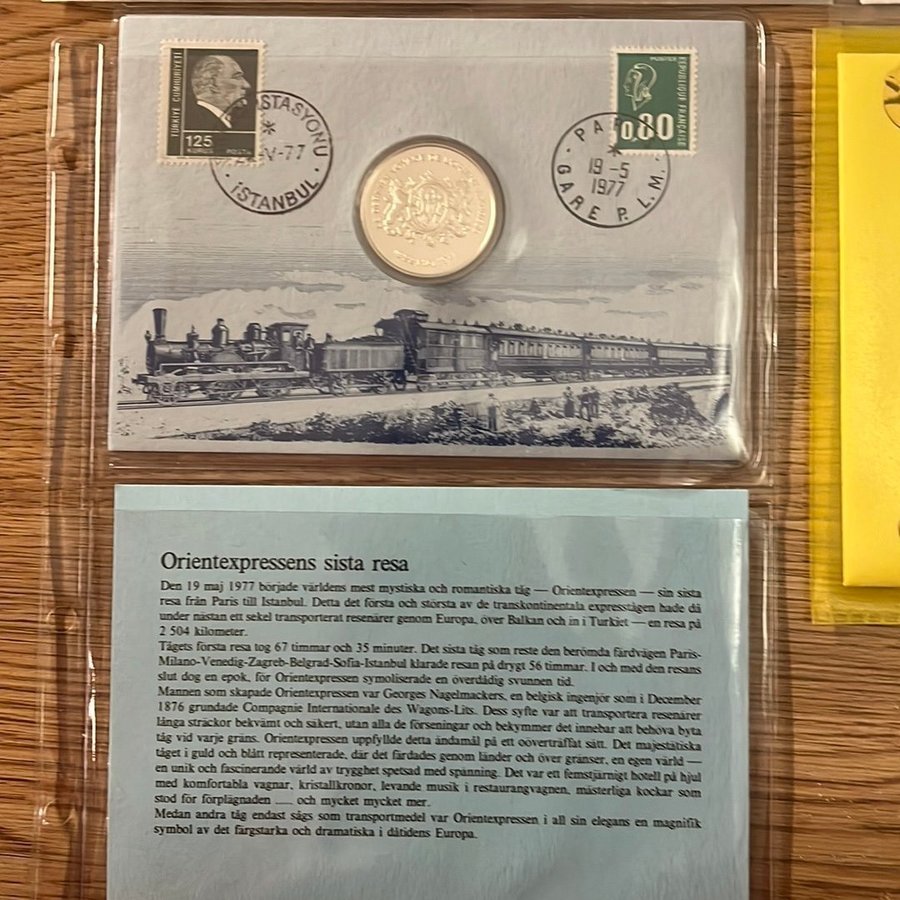 TÜRKİYE CUMHURİYETİ
125
KURUŞ POSTA
STASYONU
V-77
İSTANBUL
POSTES
REPUBLIQUE FRANÇAISE
0,80
PARIS
19-5
1977
GARE P.L.M.
Orientexpressens sista resa
Den 19 maj 1977 började världens mest mystiska och romantiska tåg — Orientexpressen — sin sista
resa från Paris till Istanbul. Detta det första och största av de transkontinentala expresstågen hade då
under nästan ett sekel transporterat resenärer genom Europa, över Balkan och in i Turkiet — en resa på
2 504 kilometer.
Tågets första resa tog 67 timmar och 35 minuter. Det sista tåg som reste den berömda färdvägen Paris-
Milano-Venedig-Zagreb-Belgrad-Sofia-Istanbul klarade resan på drygt 56 timmar. I och med den resans
slut dog en epok, för Orientexpressen symoliserade en överdådig svunnen tid.
Mannen som skapade Orientexpressen var Georges Nagelmackers, en belgisk ingenjör som i December
1876 grundade Compagnie Internationale des Wagons-Lits. Dess syfte var att transportera resenärer
långa sträckor bekvämt och säkert, utan alla de förseningar och bekymmer det innebar att behöva byta
tåg vid varje gräns. Orientexpressen uppfyllde detta ändamål på ett oöverträffat sätt. Det majestätiska
tåget i guld och blått representerade, där det färdades genom länder och över gränser, en egen värld —
en unik och fascinerande värld av trygghet spetsad med spänning. Det var ett femstjärnigt hotell på hjul
med komfortabla vagnar, kristallkronor, levande musik i restaurangvagnen, mästerliga kockar som
stod för förplägnaden ..... och mycket mycket mer.
Medan andra tåg endast sågs som transportmedel var Orientexpressen i all sin elegans en magnifik
symbol av det färgstarka och dramatiska i dåtidens Europa.